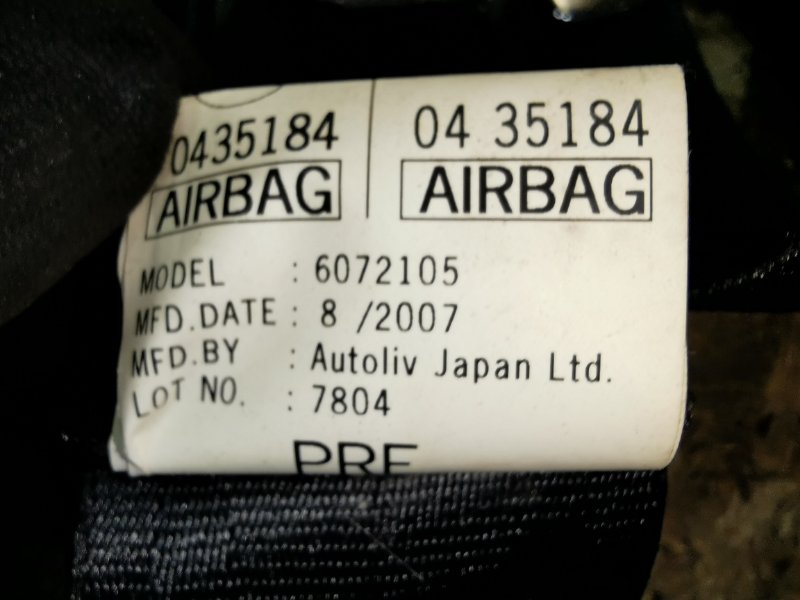 0435184 04 35184
AIRBAG AIRBAG
MODEL : 6072105
MFD.DATE : 8 /2007
MFD.BY : Autoliv Japan Ltd.
LOT NO. : 7804
PRE